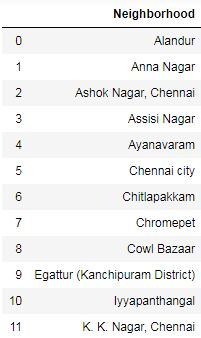 Neighborhood
0 Alandur
1 Anna Nagar
2 Ashok Nagar, Chennai
3 Assisi Nagar
4 Ayanavaram
5 Chennai city
6 Chitlapakkam
7 Chromepet
8 Cowl Bazaar
9 Egattur (Kanchipuram District)
10 Iyyapanthangal
11 K. K. Nagar, Chennai